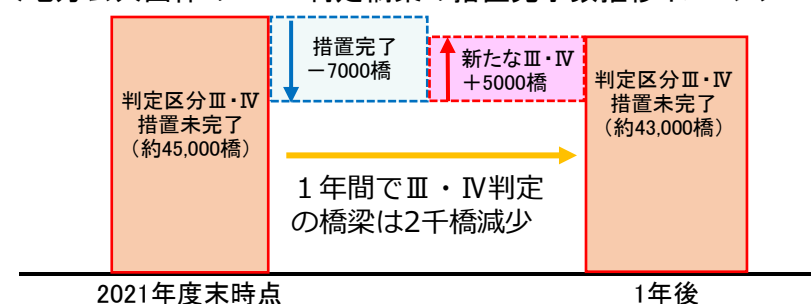 判定区分Ⅲ・Ⅳ
措置未完了
（約45,000橋）
措置完了
－7000橋
新たなⅢ・Ⅳ
＋5000橋
判定区分Ⅲ・Ⅳ
措置未完了
（約43,000橋）
１年間でⅢ・Ⅳ判定
の橋梁は2千橋減少
2021年度末時点
1年後